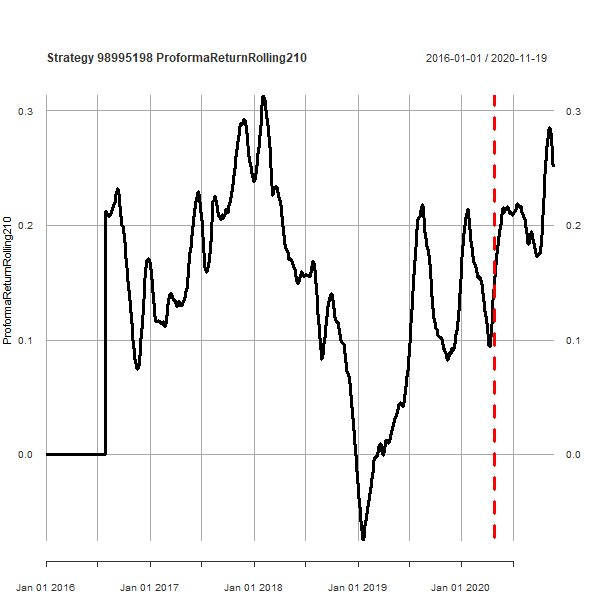 Strategy 98995198 ProformaReturnRolling210
2016-01-01 / 2020-11-19
ProformaReturnRolling210
0.3
0.2
0.1
0.0
0.3
0.2
0.1
0.0
Jan 01 2016
Jan 01 2017
Jan 01 2018
Jan 01 2019
Jan 01 2020